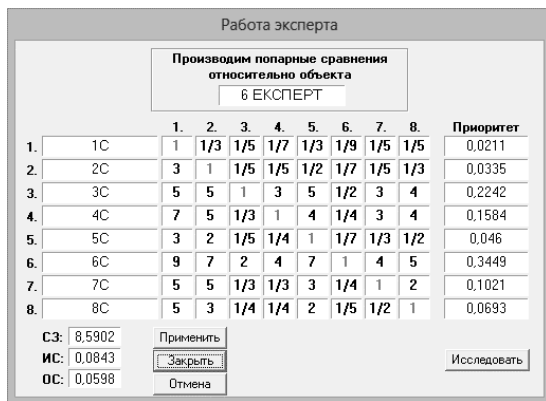 Работа эксперта
Производим попарные сравнения
относительно объекта
6 ЕКСПЕРТ
1. 2. 3. 4. 5. 6. 7. 8. Приоритет
1. 1С 1 1/3 1/5 1/7 1/3 1/9 1/5 1/5 0,0211
2. 2С 3 1 1/5 1/5 1/2 1/7 1/5 1/3 0,0335
3. 3С 5 5 1 3 5 1/2 3 4 0,2242
4. 4С 7 5 1/3 1 4 1/4 3 4 0,1584
5. 5С 3 2 1/5 1/4 1 1/7 1/3 1/2 0,046
6. 6С 9 7 2 4 7 1 4 5 0,3449
7. 7С 5 5 1/3 1/3 3 1/4 1 2 0,1021
8. 8С 5 3 1/4 1/4 2 1/5 1/2 1 0,0693
СЗ: 8,5902 Применить
ИС: 0,0843 Закрыть Исследовать
ОС: 0,0598 Отмена